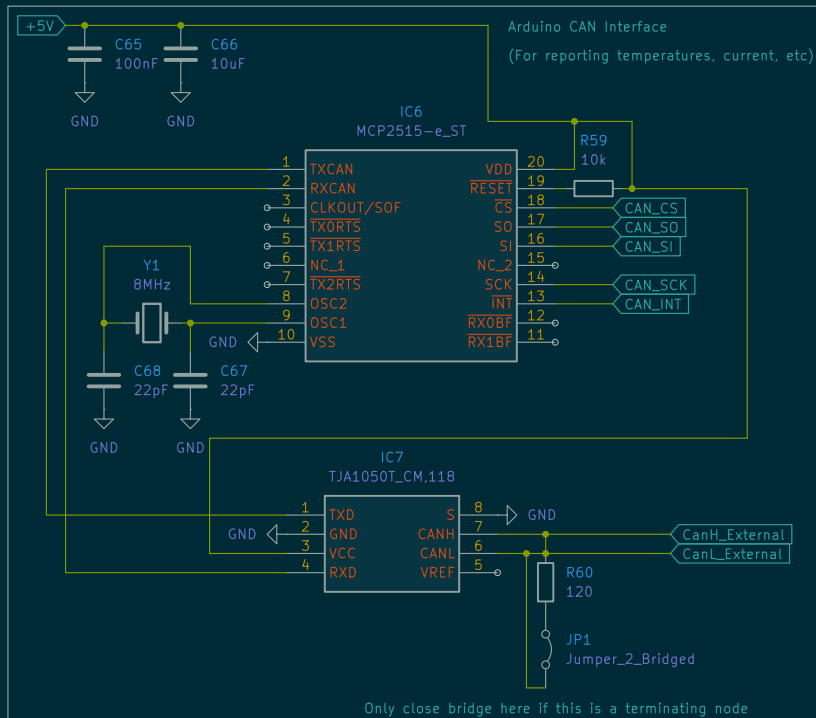 +5V
Arduino CAN Interface
(For reporting temperatures, current, etc)
C65
100nF
C66
10uF
GND
GND
IC6
MCP2515-e_ST
R59
10k
1 TXCAN
2 RXCAN
3 CLKOUT/SOF
4 TX0RTS
5 TX1RTS
6 NC_1
7 TX2RTS
8 OSC2
9 OSC1
10 VSS
VDD 20
RESET 19
CS 18
SO 17
SI 16
NC_2 15
SCK 14
INT 13
RX0BF 12
RX1BF 11
CAN_CS
CAN_SO
CAN_SI
CAN_SCK
CAN_INT
Y1
8MHz
GND
C68
22pF
C67
22pF
GND
GND
IC7
TJA1050T_CM,118
1 TXD
2 GND
3 VCC
4 RXD
GND
S 8
CANH 7
CANL 6
VREF 5
GND
CanH_External
CanL_External
R60
120
JP1
Jumper_2_Bridged
Only close bridge here if this is a terminating node